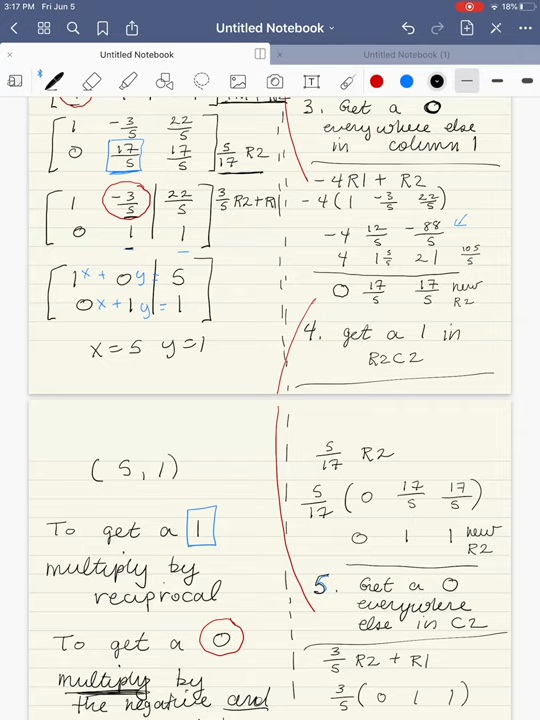 3:17 PM Fri Jun 5
18%
Untitled Notebook
Untitled Notebook
Untitled Notebook (1)
1 -3/5 22/5
0 17/5 17/5 5/17 R2
1 -3/5 22/5 3/5 R2+R1
0 1 1
1x + 0y = 5
0x + 1y = 1
x=5 y=1
3. Get a 0
everywhere else
in column 1
-4R1 + R2
-4(1 -3/5 22/5)
-4 12/5 -88/5
4 1 5/5 21 105/5
0 17/5 17/5 new
R2
4. get a 1 in
R2C2
(5, 1)
To get a 1
multiply by
reciprocal
To get a 0
multiply by
the negative and
5/17 R2
5/17 (0 17/5 17/5)
0 1 1 new
R2
5. Get a 0
everywhere
else in C2
3/5 R2 + R1
3/5 (0 1 1)